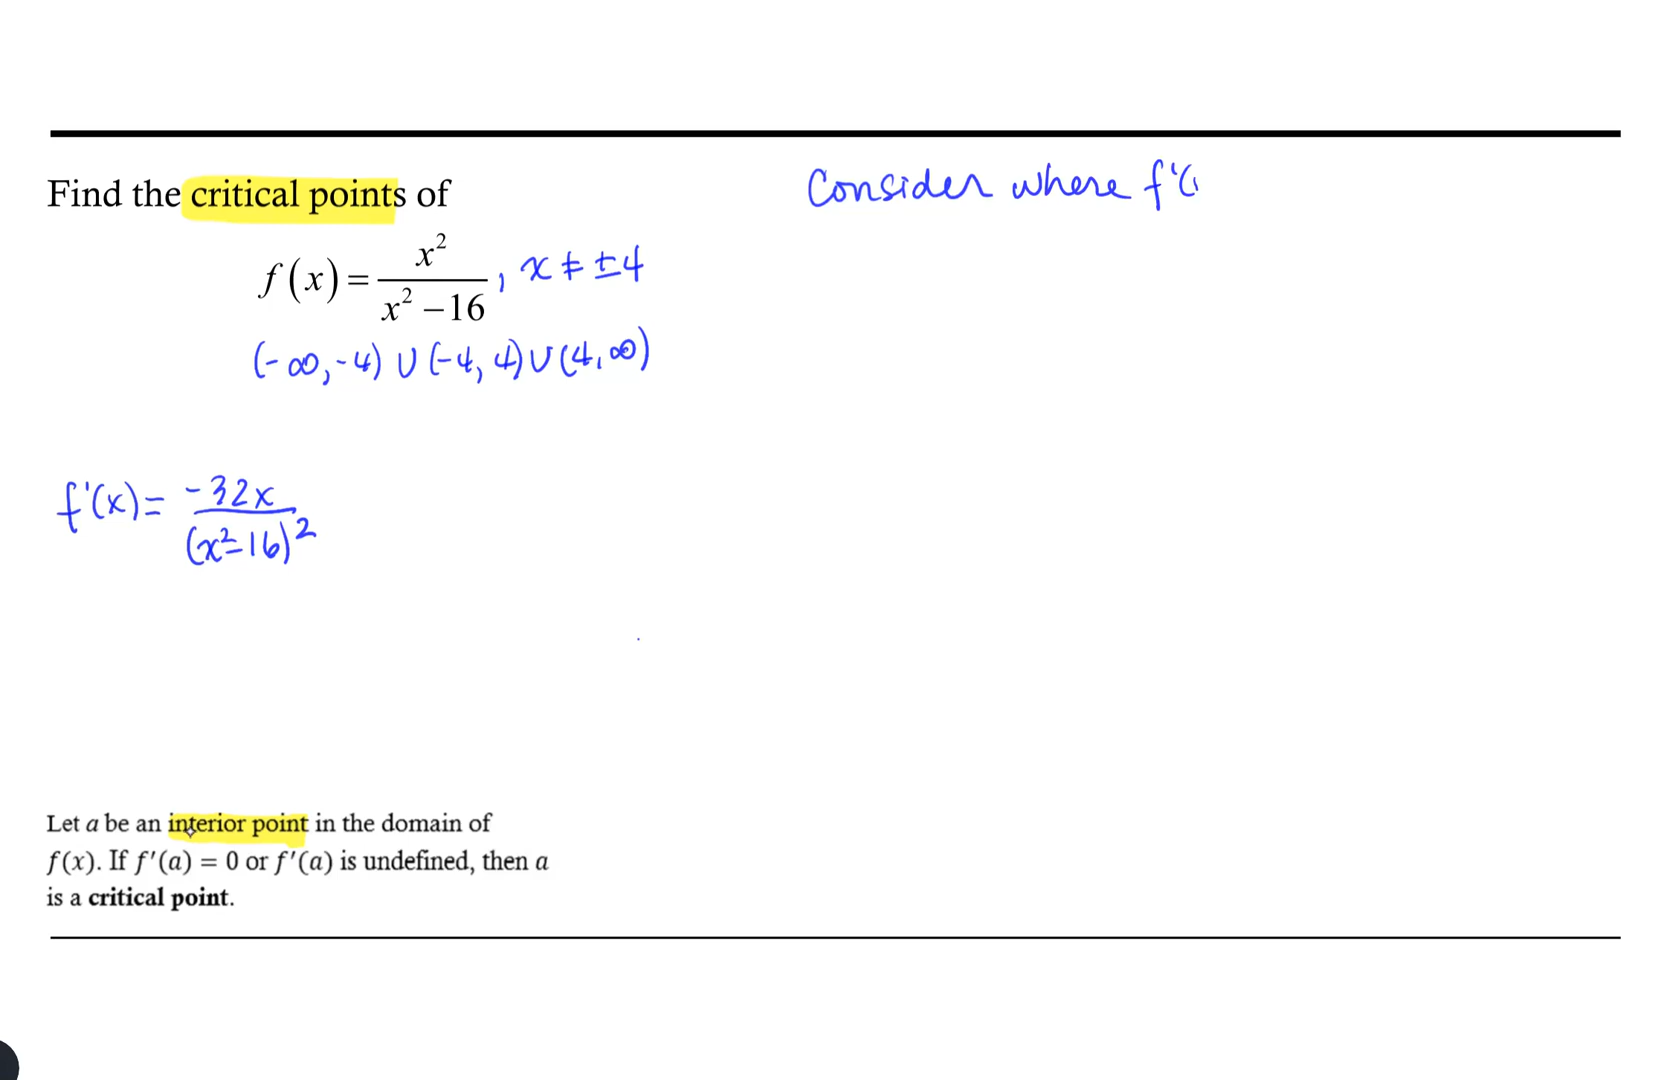 Find the critical points of
f(x) = x² / (x² − 16) , x ≠ ±4
(-∞, -4) ∪ (-4, 4) ∪ (4, ∞)
f'(x) = -32x / (x² - 16)²
Consider where f'(
Let a be an interior point in the domain of
f(x). If f'(a) = 0 or f'(a) is undefined, then a
is a critical point.